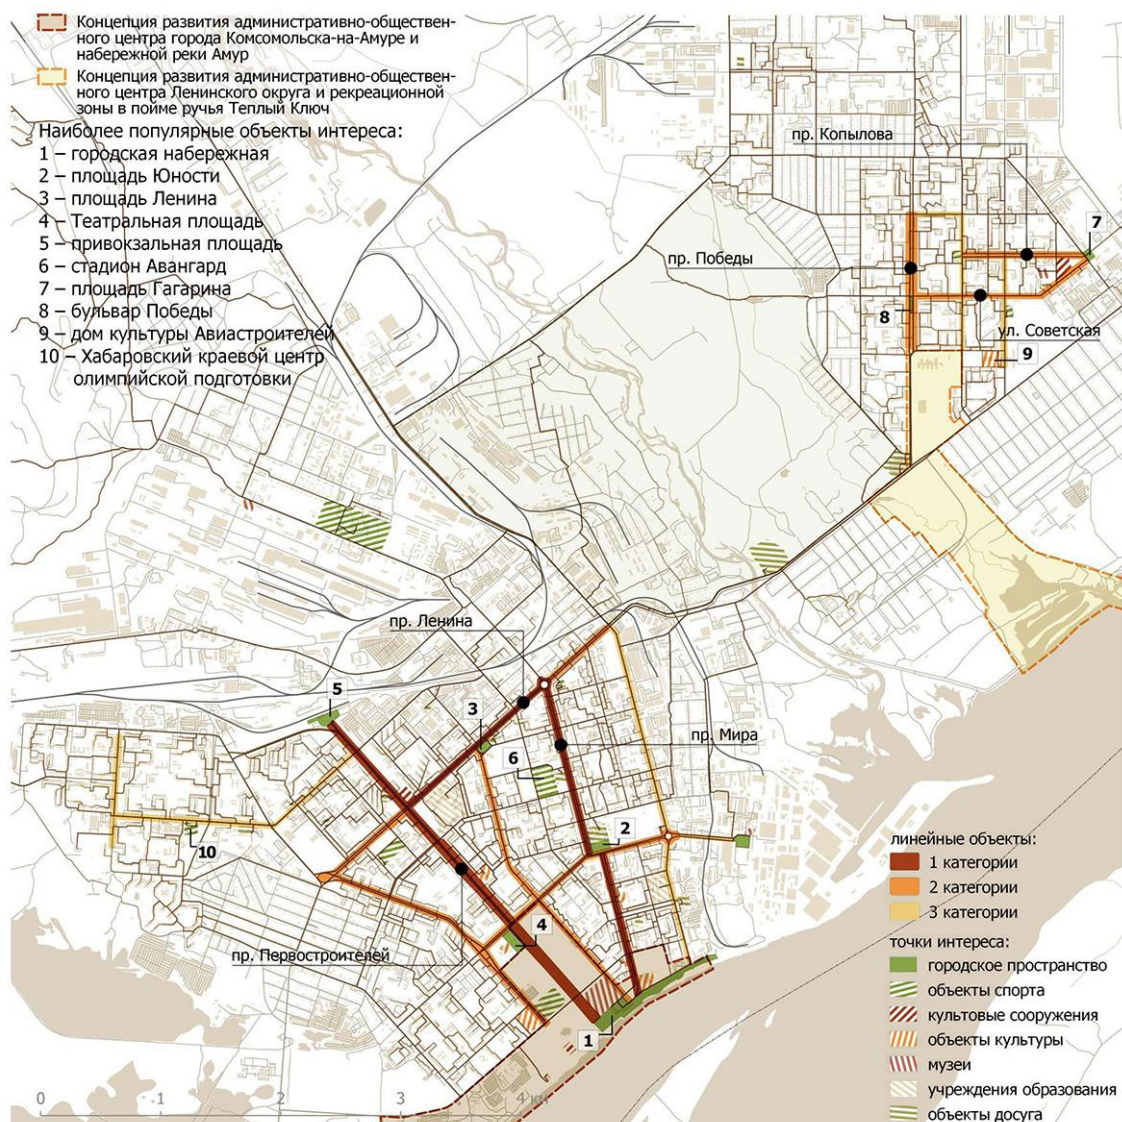 Концепция развития административно-обществен-
ного центра города Комсомольска-на-Амуре и
набережной реки Амур
Концепция развития административно-обществен-
ного центра Ленинского округа и рекреационной
зоны в пойме ручья Теплый Ключ
Наиболее популярные объекты интереса:
1 – городская набережная
2 – площадь Юности
3 – площадь Ленина
4 – Театральная площадь
5 – привокзальная площадь
6 – стадион Авангард
7 – площадь Гагарина
8 – бульвар Победы
9 – дом культуры Авиастроителей
10 – Хабаровский краевой центр
олимпийской подготовки
пр. Копылова
7
пр. Победы
8
ул. Советская
9
пр. Ленина
5
3
пр. Мира
6
2
10
4
пр. Первостроителей
1
линейные объекты:
1 категории
2 категории
3 категории
точки интереса:
городское пространство
объекты спорта
культовые сооружения
объекты культуры
музеи
учреждения образования
объекты досуга
0 1 2 3 4 км